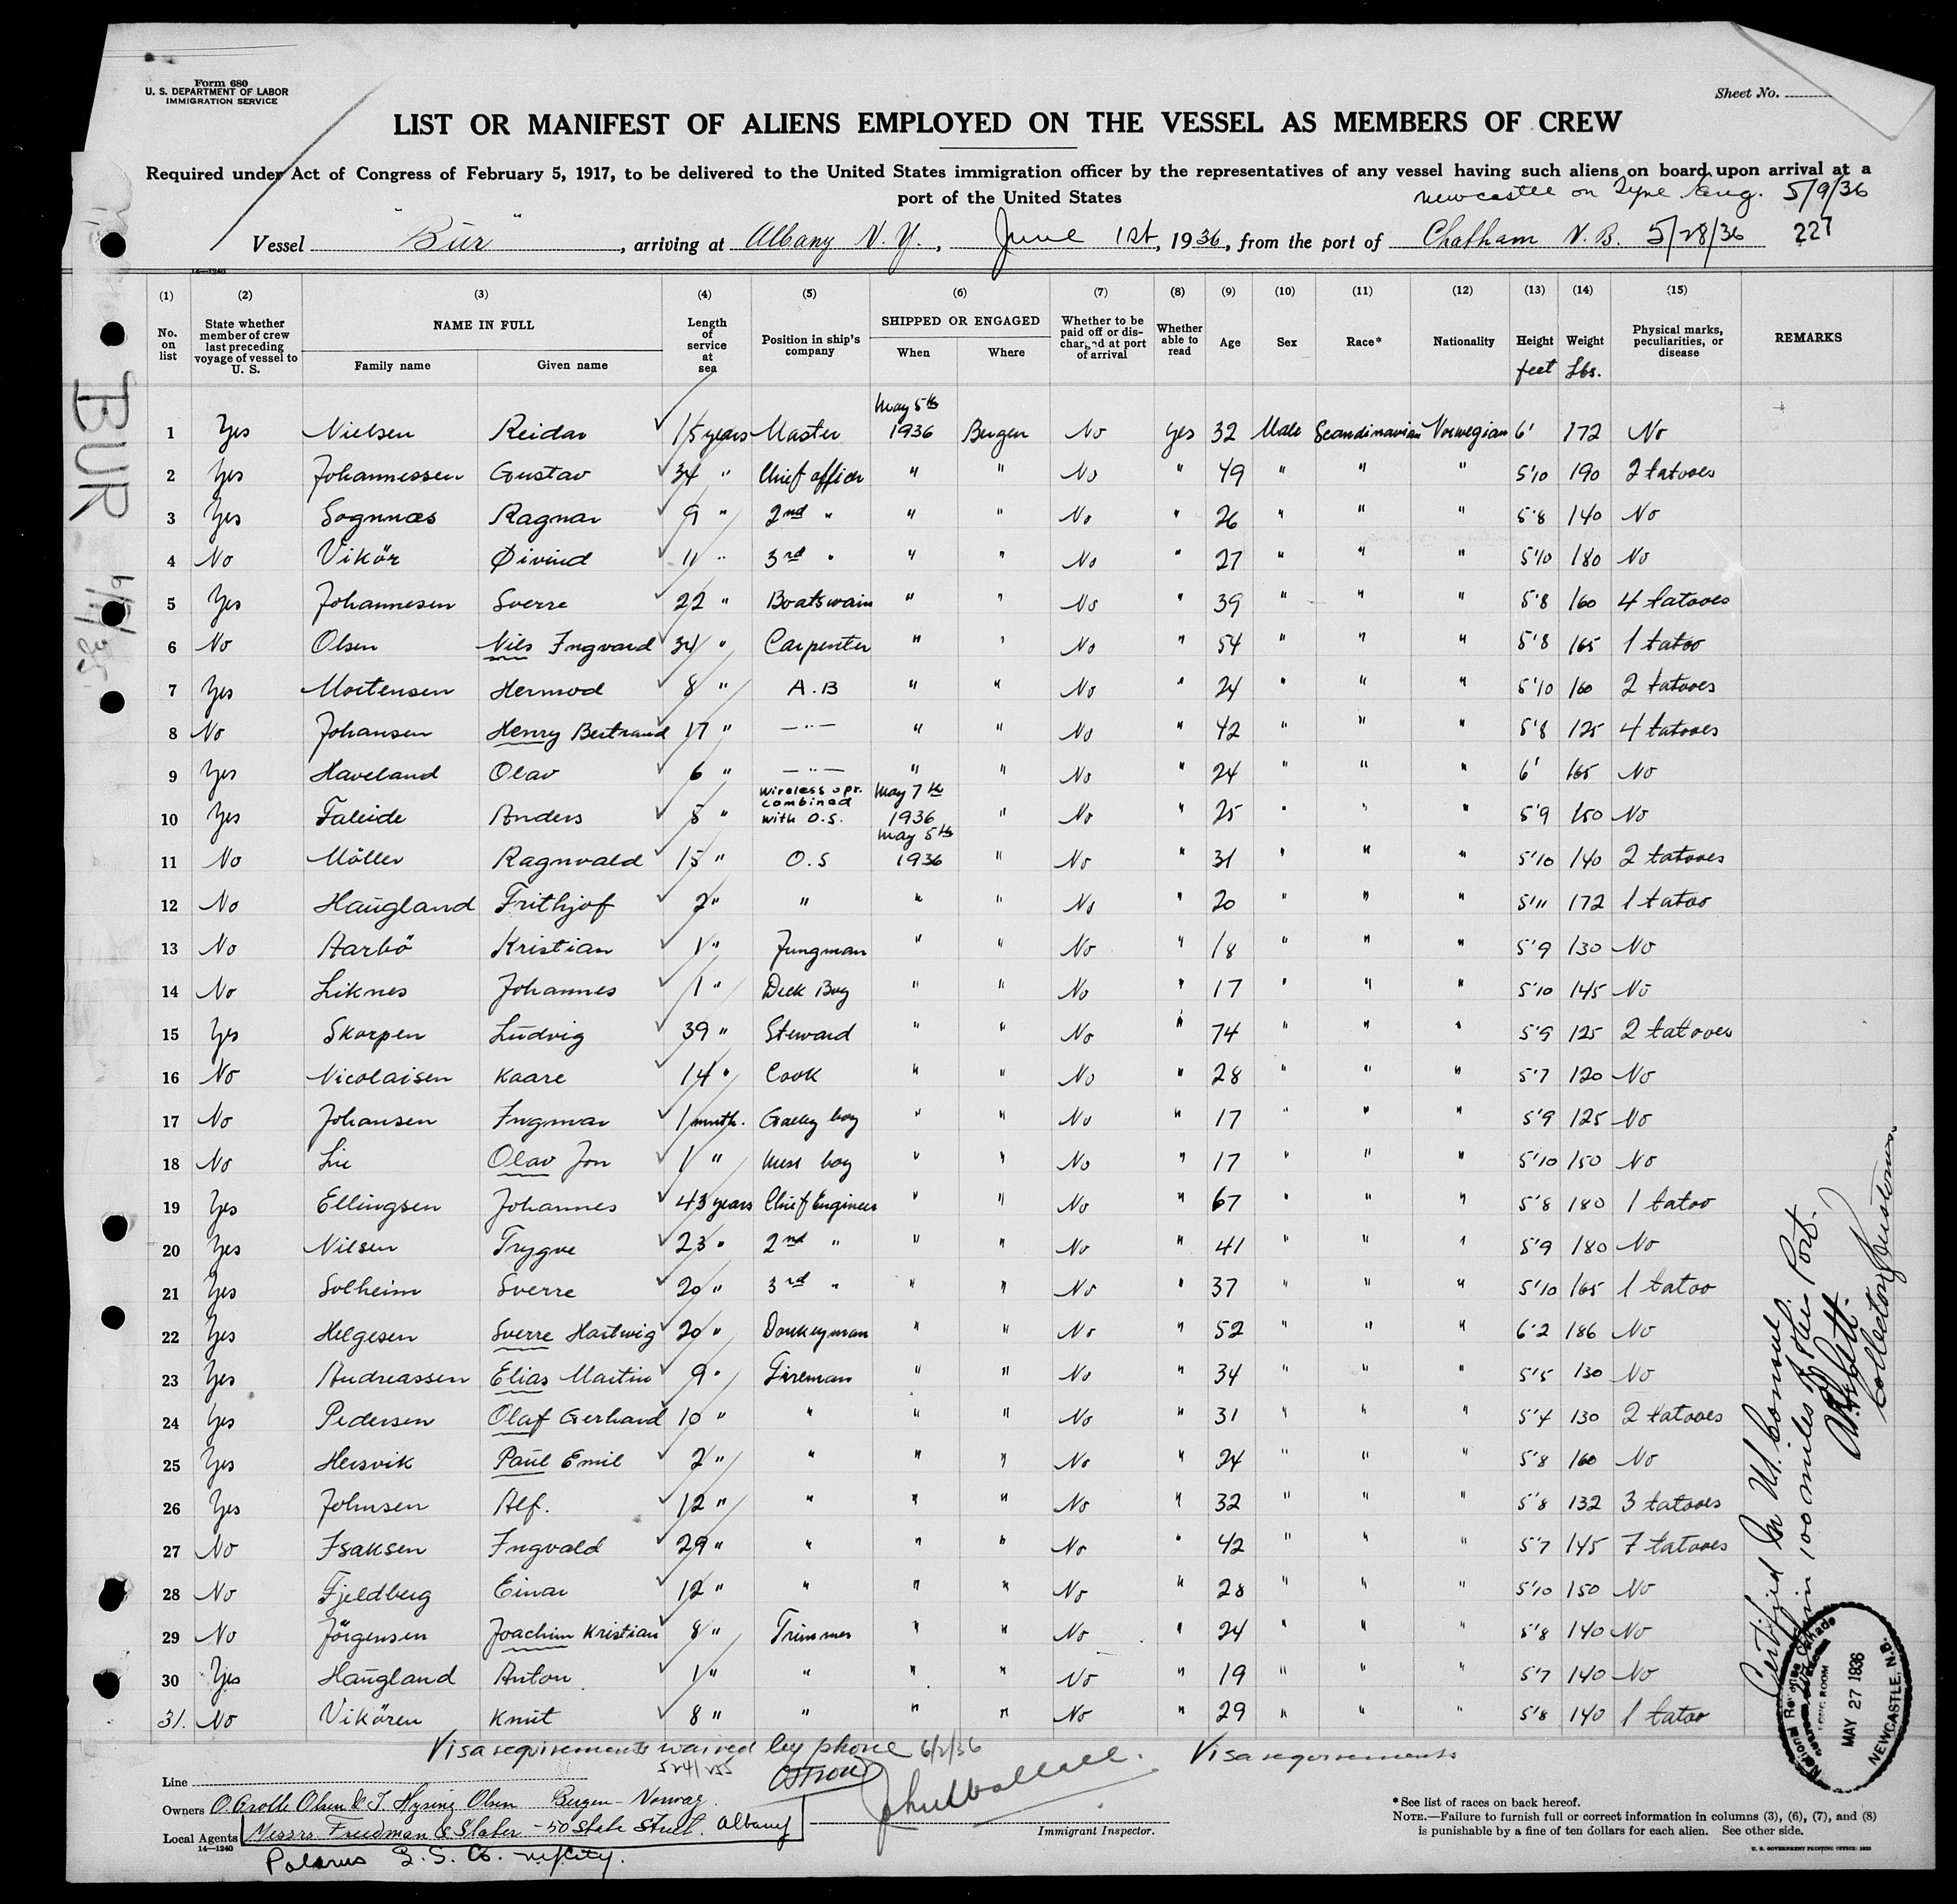 Form 680
U. S. DEPARTMENT OF LABOR
IMMIGRATION SERVICE
Sheet No.
LIST OR MANIFEST OF ALIENS EMPLOYED ON THE VESSEL AS MEMBERS OF CREW
Required under Act of Congress of February 5, 1917, to be delivered to the United States immigration officer by the representatives of any vessel having such aliens on board upon arrival at a
port of the United States
Newcastle on Tyne Eng. 5/9/36
Vessel "Bur", arriving at Albany N. Y., June 1st, 1936, from the port of Chatham N. B. 5/28/36 227
14—1240
BUR
(1) (2) (3) (4) (5) (6) (7) (8) (9) (10) (11) (12) (13) (14) (15)
No. on list
State whether member of crew last preceding voyage of vessel to U. S.
NAME IN FULL
Family name Given name
Length of service at sea
Position in ship's company
SHIPPED OR ENGAGED
When Where
Whether to be paid off or discharged at port of arrival
Whether able to read
Age Sex Race* Nationality
Height feet
Weight Lbs.
Physical marks, peculiarities, or disease
REMARKS
May 5th
1 Yes Nielsen Reidar 15 years Master 1936 Bergen No Yes 32 Male Scandinavian Norwegian 6' 172 No
2 Yes Johannessen Gustav 34 " Chief officer " " No " 49 " " " 5'10 190 2 tatooes
3 Yes Sognnæs Ragnar 9 " 2nd " " " No " 26 " " " 5'8 140 No
4 No Vikör Øivind 11 " 3rd " " " No " 27 " " " 5'10 180 No
5 Yes Johannesen Sverre 22 " Boatswain " " No " 39 " " " 5'8 160 4 tatooes
6 No Olsen Nils Ingvard 34 " Carpenter " " No " 54 " " " 5'8 165 1 tatoo
7 Yes Mortensen Hermod 8 " A.B " " No " 24 " " " 5'10 160 2 tatooes
8 No Johansen Henry Bertrand 17 " —"— " " No " 42 " " " 5'8 125 4 tatooes
9 Yes Haveland Olav 6 " —"— " " No " 24 " " " 6' 165 No
wireless opr. combined May 7th
10 Yes Faleide Anders 5 " with O.S. 1936 " No " 25 " " " 5'9 150 No
May 5th
11 No Möller Ragnvald 15 " O.S 1936 " No " 31 " " " 5'10 140 2 tatooes
12 No Haugland Frithjof 2 " " " " No " 20 " " " 5'11 172 1 tatoo
13 No Aarbö Kristian 1 " Jungman " " No " 18 " " " 5'9 130 No
14 No Liknes Johannes 1 " Deck Boy " " No " 17 " " " 5'10 145 No
15 Yes Skorpen Ludvig 39 " Steward " " No " 74 " " " 5'9 125 2 tatooes
16 No Nicolaisen Kaare 14 " Cook " " No " 28 " " " 5'7 120 No
17 No Johansen Ingmar 1 month. Galley boy " " No " 17 " " " 5'9 125 No
18 No Lie Olav Jon 1 " Mess boy " " No " 17 " " " 5'10 150 No
19 Yes Ellingsen Johannes 43 years Chief Engineer " " No " 67 " " " 5'8 180 1 tatoo
20 Yes Nilsen Trygve 23 " 2nd " " " No " 41 " " " 5'9 180 No
21 Yes Solheim Sverre 20 " 3rd " " " No " 37 " " " 5'10 165 1 tatoo
22 Yes Helgesen Sverre Hartwig 20 " Donkeyman " " No " 52 " " " 6'2 186 No
23 Yes Andreassen Elias Martin 9 " Fireman " " No " 34 " " " 5'5 130 No
24 Yes Pedersen Olaf Gerhard 10 " " " " No " 31 " " " 5'4 130 2 tatooes
25 Yes Hersvik Paul Emil 2 " " " " No " 24 " " " 5'8 160 No
26 Yes Johnsen Alf. 12 " " " " No " 32 " " " 5'8 132 3 tatooes
27 No Isaksen Ingvald 29 " " " " No " 42 " " " 5'7 145 7 tatooes
28 No Fjeldberg Einar 12 " " " " No " 28 " " " 5'10 150 No
29 No Jörgensen Joachim Kristian 8 " Trimmer " " No " 24 " " " 5'8 140 No
30 Yes Haugland Anton 1 " " " " No " 19 " " " 5'7 140 No
31. No Vikören Knut 8 " " " " No " 29 " " " 5'8 140 1 tatoo
Certified No U.S. Consul
within 100 miles of this Port.
Collector Customs
MAY 27 1936
NEWCASTLE, N.B.
Visa requirements waived by phone 6/2/36
Visa requirements
Line
Owners O. Grolle Olsen & J. Hysing Olsen Bergen - Norway.
Local Agents Messrs Freedman & Slater - 50 State Street. Albany
14—1240
Polarus S. S. Co. NYCity.
Immigrant Inspector.
*See list of races on back hereof.
NOTE.—Failure to furnish full or correct information in columns (3), (6), (7), and (8)
is punishable by a fine of ten dollars for each alien. See other side.
U. S. GOVERNMENT PRINTING OFFICE